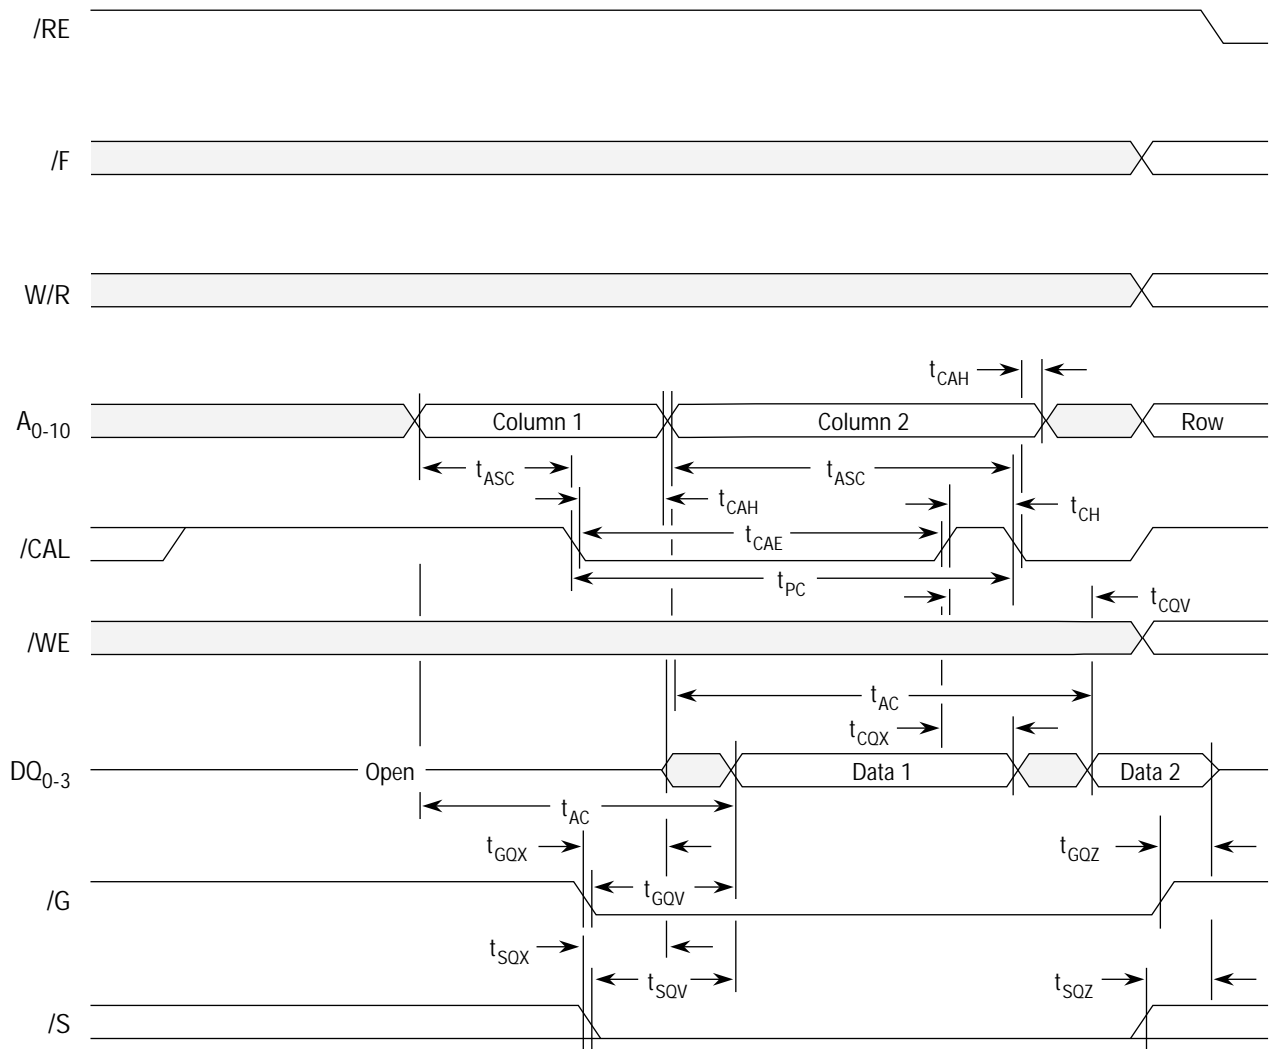 /RE
/F
W/R
tCAH
A0-10
Column 1
Column 2
Row
tASC
tASC
tCAH
tCH
/CAL
tCAE
tPC
tCQV
/WE
tAC
tCQX
DQ0-3
Open
Data 1
Data 2
tAC
tGQX
tGQZ
/G
tGQV
tSQX
tSQV
tSQZ
/S